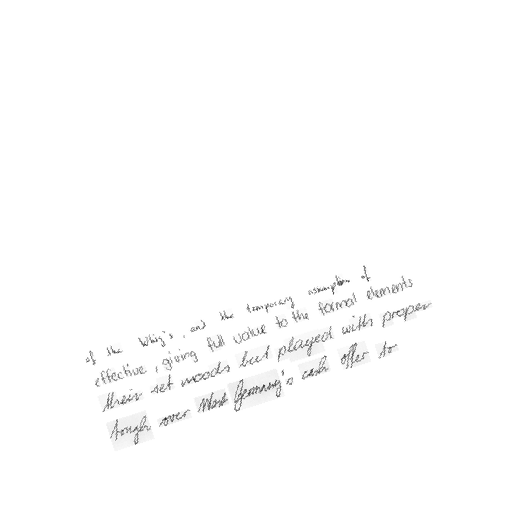 of the Whig's , and the temporary assumption of
effective , giving full value to the formal elements
their set moods but played with proper
tough over West Germany's cash offer to